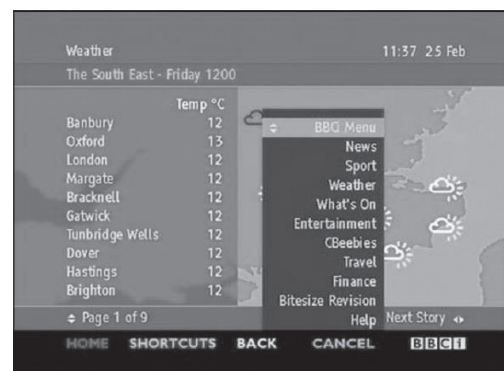 Weather 11:37 25 Feb
The South East - Friday 1200
Temp °C
Banbury 12
Oxford 13
London 12
Margate 12
Bracknell 12
Gatwick 12
Tunbridge Wells 12
Dover 12
Hastings 12
Brighton 12
BBCi Menu
News
Sport
Weather
What's On
Entertainment
CBeebies
Travel
Finance
Bitesize Revision
Help
Page 1 of 9 Next Story
HOME SHORTCUTS BACK CANCEL BBCi